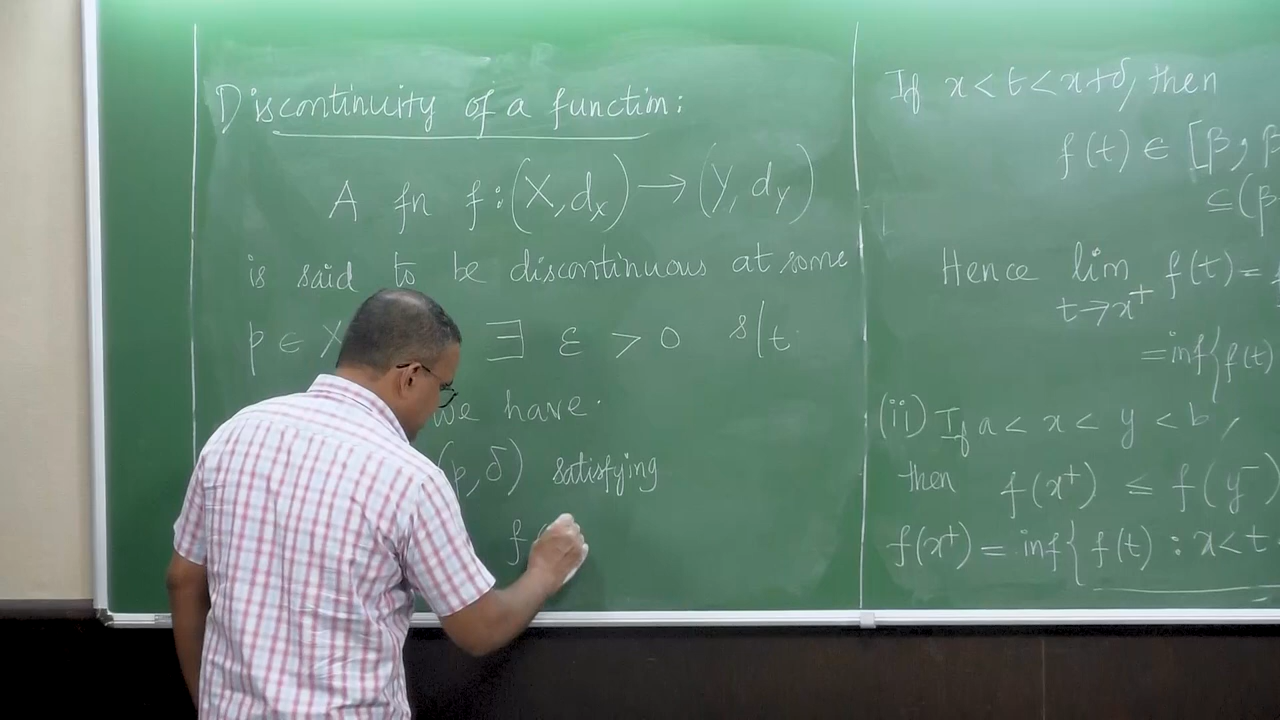 Discontinuity of a function:
A fn f:(X, dx) → (Y, dy)
is said to be discontinuous at some
p ∈ X ∃ ε > 0 s/t.
we have.
(p, δ) satisfying
f
If x < t < x+δ, then
f(t) ∈ [β, β
⊆ (β
Hence lim f(t) =
t→x⁺
= inf{f(t)
(ii) If a < x < y < b,
then f(x⁺) ≤ f(y⁻)
f(x⁺) = inf{ f(t) : x < t